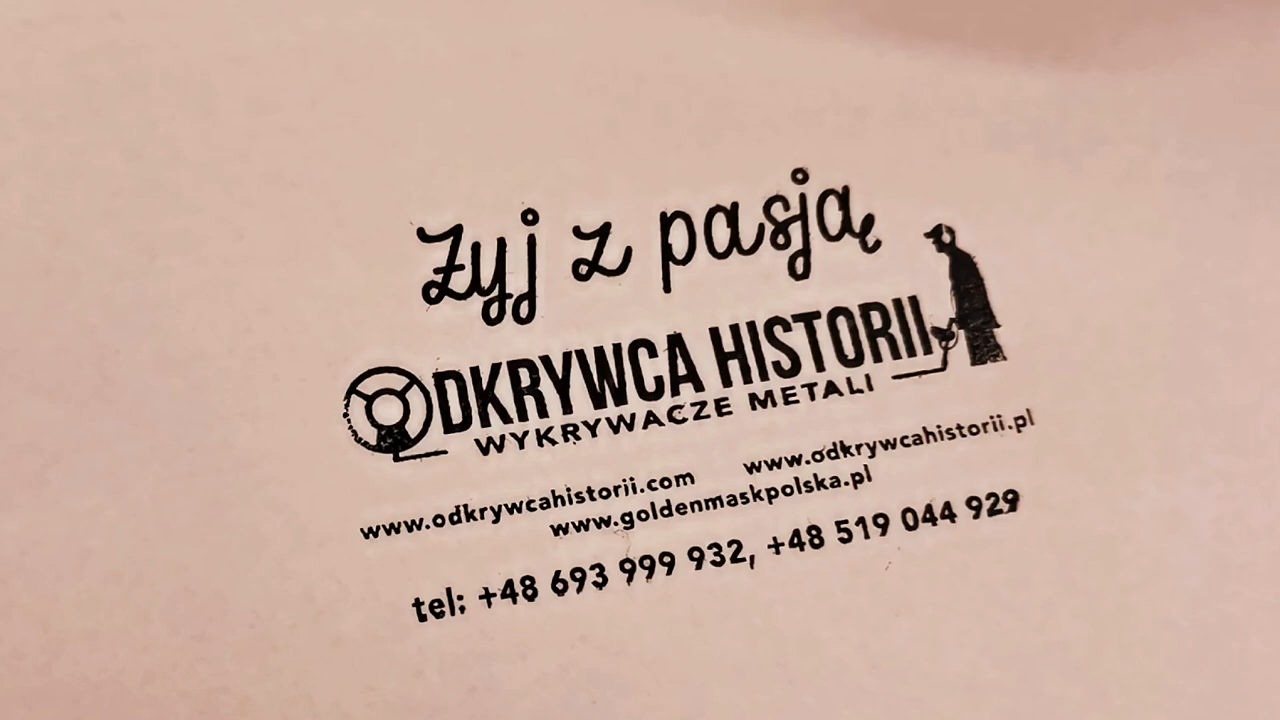 Żyj z pasją
ODKRYWCA HISTORII
WYKRYWACZE METALI
www.odkrywcahistorii.com www.odkrywcahistorii.pl
www.goldenmaskpolska.pl
tel: +48 693 999 932, +48 519 044 929